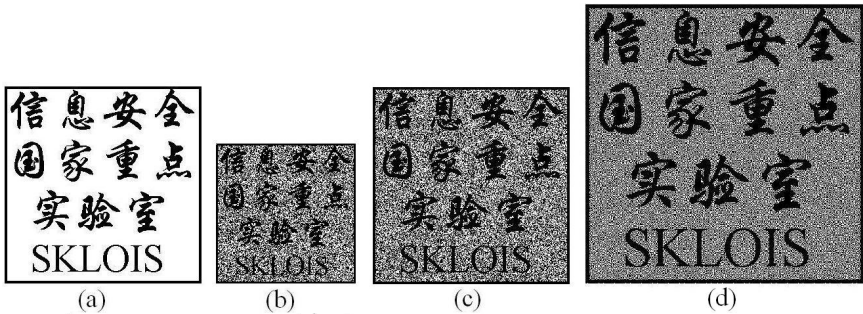 信息安全
国家重点
实验室
SKLOIS
(a)
信息安全
国家重点
实验室
SKLOIS
(b)
信息安全
国家重点
实验室
SKLOIS
(c)
信息安全
国家重点
实验室
SKLOIS
(d)